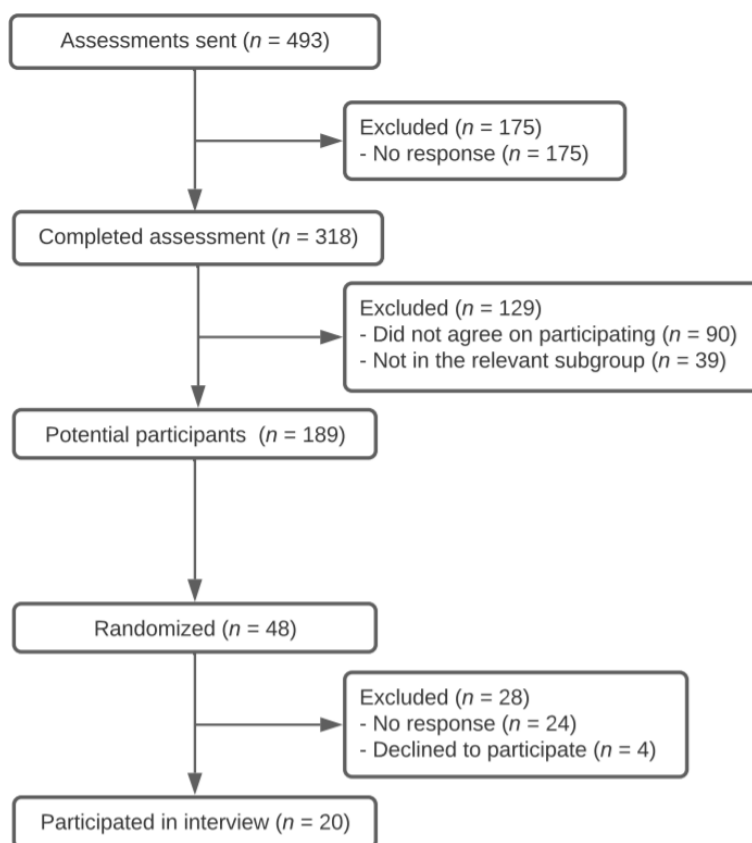 Assessments sent (n = 493)
Excluded (n = 175)
- No response (n = 175)
Completed assessment (n = 318)
Excluded (n = 129)
- Did not agree on participating (n = 90)
- Not in the relevant subgroup (n = 39)
Potential participants (n = 189)
Randomized (n = 48)
Excluded (n = 28)
- No response (n = 24)
- Declined to participate (n = 4)
Participated in interview (n = 20)